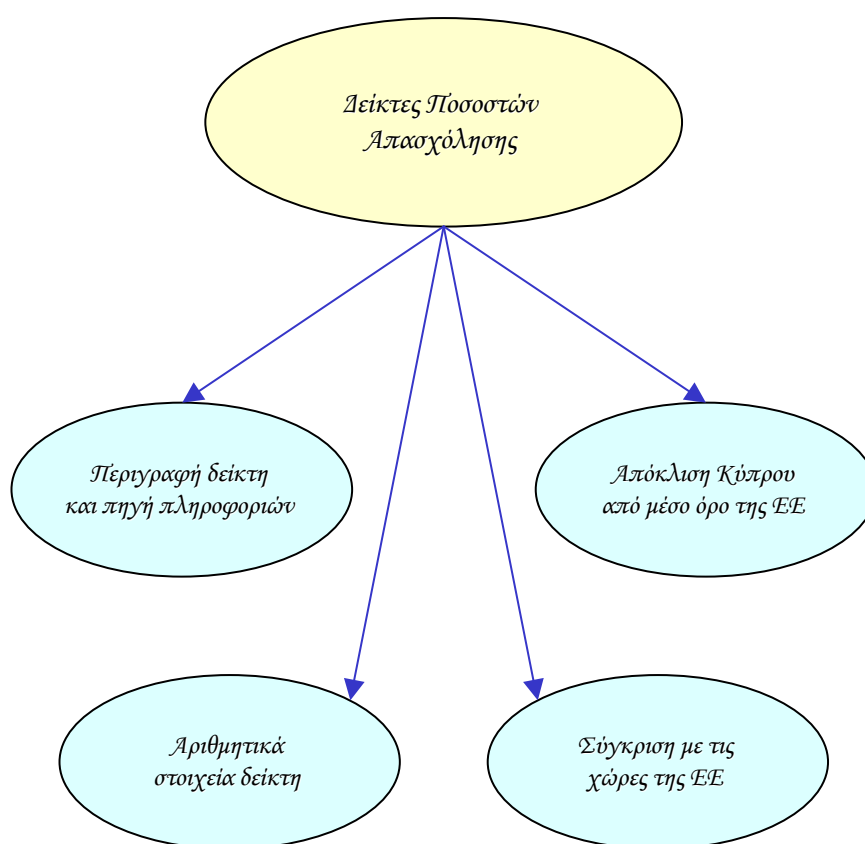 Δείκτες Ποσοστών
Απασχόλησης
Περιγραφή δείκτη
και πηγή πληροφοριών
Απόκλιση Κύπρου
από μέσο όρο της ΕΕ
Αριθμητικά
στοιχεία δείκτη
Σύγκριση με τις
χώρες της ΕΕ